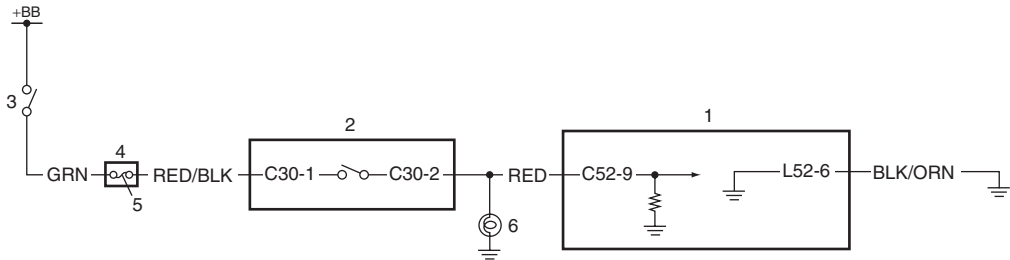 +BB
3
4
2
1
GRN
RED/BLK
C30-1
C30-2
RED
C52-9
L52-6
BLK/ORN
5
6